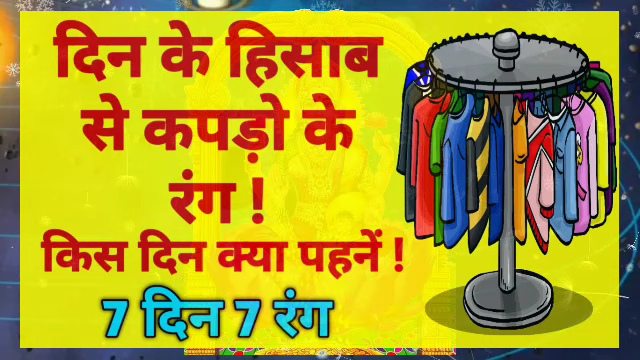 दिन के हिसाब
से कपड़ो के
रंग !
किस दिन क्या पहनें !
7 दिन 7 रंग